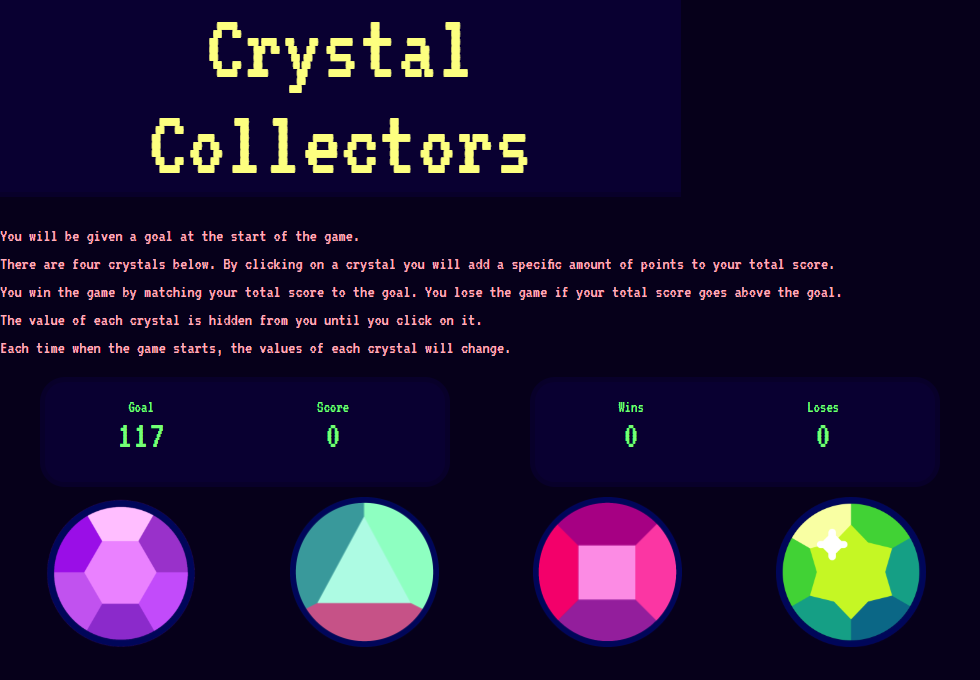 Crystal
Collectors
You will be given a goal at the start of the game.
There are four crystals below. By clicking on a crystal you will add a specific amount of points to your total score.
You win the game by matching your total score to the goal. You lose the game if your total score goes above the goal.
The value of each crystal is hidden from you until you click on it.
Each time when the game starts, the values of each crystal will change.
Goal Score Wins Loses
117 0 0 0